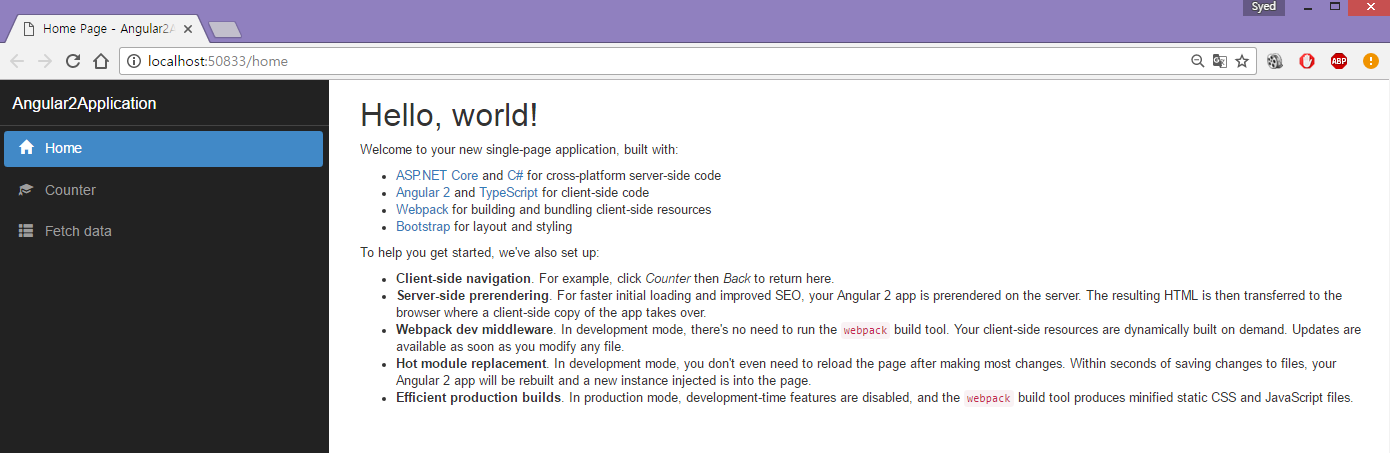 Syed
Home Page - Angular2A
localhost:50833/home
ABP
Angular2Application
Home
Counter
Fetch data
Hello, world!
Welcome to your new single-page application, built with:
• ASP.NET Core and C# for cross-platform server-side code
• Angular 2 and TypeScript for client-side code
• Webpack for building and bundling client-side resources
• Bootstrap for layout and styling
To help you get started, we've also set up:
• Client-side navigation. For example, click Counter then Back to return here.
• Server-side prerendering. For faster initial loading and improved SEO, your Angular 2 app is prerendered on the server. The resulting HTML is then transferred to the
browser where a client-side copy of the app takes over.
• Webpack dev middleware. In development mode, there's no need to run the webpack build tool. Your client-side resources are dynamically built on demand. Updates are
available as soon as you modify any file.
• Hot module replacement. In development mode, you don't even need to reload the page after making most changes. Within seconds of saving changes to files, your
Angular 2 app will be rebuilt and a new instance injected is into the page.
• Efficient production builds. In production mode, development-time features are disabled, and the webpack build tool produces minified static CSS and JavaScript files.